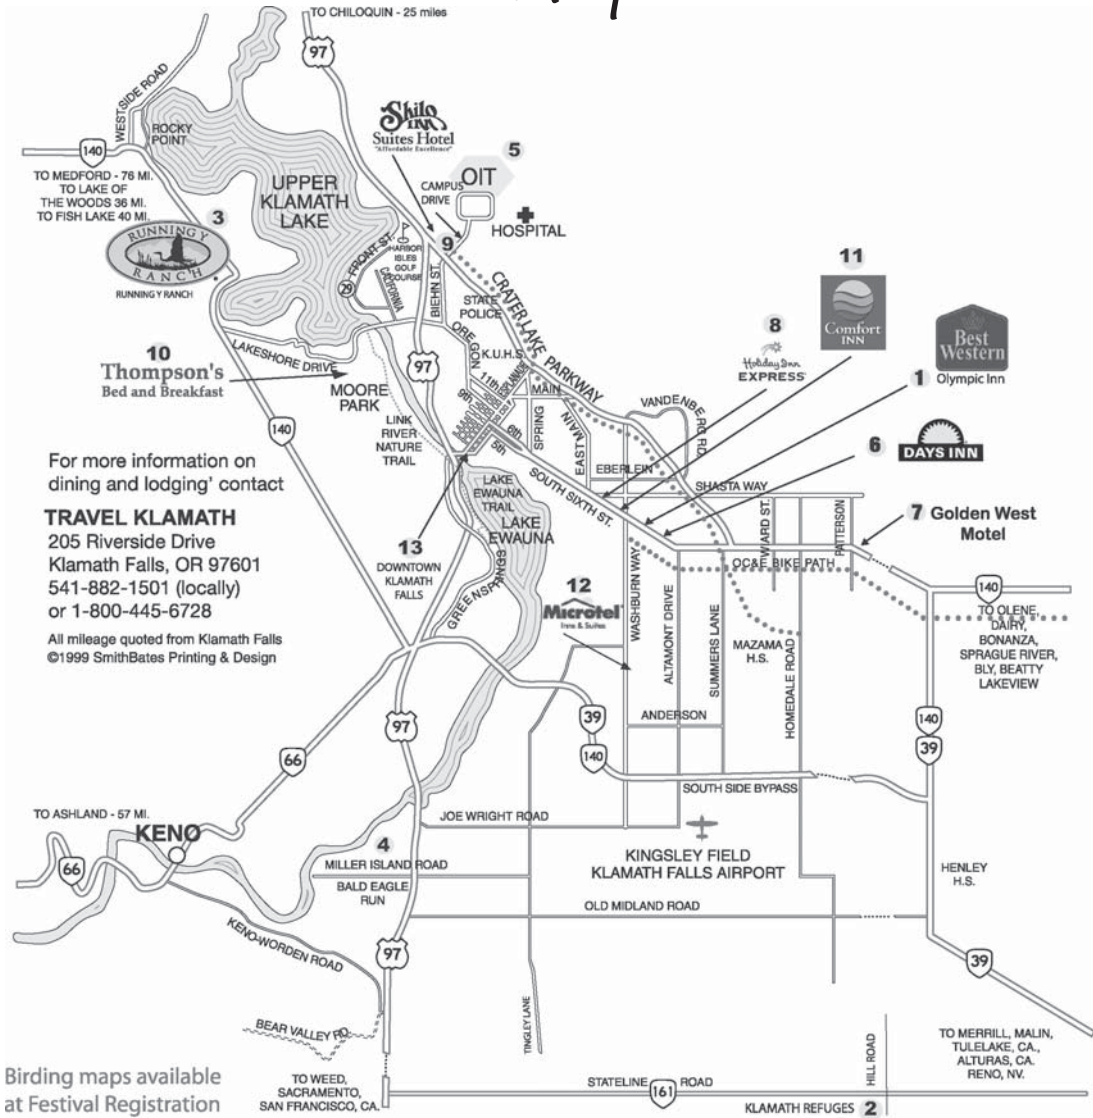 TO CHILOQUIN - 25 miles
97
WESTSIDE ROAD
ROCKY
POINT
140
TO MEDFORD - 76 MI.
TO LAKE OF
THE WOODS 36 MI.
TO FISH LAKE 40 MI.
UPPER
KLAMATH
LAKE
Shilo
INN
Suites Hotel
"Affordable Excellence"
5
OIT
CAMPUS
DRIVE
HOSPITAL
3
RUNNING Y
RANCH
RUNNING Y RANCH
9
FRONT ST.
HARBOR
ISLES
GOLF
COURSE
29
CALIFORNIA
BIEHN ST.
STATE
POLICE
CRATER LAKE PARKWAY
11
Comfort
INN
8
Holiday Inn
EXPRESS
Best
Western
Olympic Inn
1
10
Thompson's
Bed and Breakfast
LAKESHORE DRIVE
MOORE
PARK
97
OREGON
K.U.H.S.
ESPLANADE
11th
9th
MAIN
SPRING
EAST MAIN
6th
5th
VANDENBERG RD.
6
DAYS INN
140
LINK
RIVER
NATURE
TRAIL
EBERLEIN
SHASTA WAY
SOUTH SIXTH ST.
LAKE
EWAUNA
TRAIL
LAKE
EWAUNA
WARD ST.
PATTERSON
7 Golden West
Motel
OC&E BIKE PATH
For more information on
dining and lodging' contact
TRAVEL KLAMATH
205 Riverside Drive
Klamath Falls, OR 97601
541-882-1501 (locally)
or 1-800-445-6728
All mileage quoted from Klamath Falls
©1999 SmithBates Printing & Design
13
DOWNTOWN
KLAMATH
FALLS
GREENSPRINGS
12
Microtel
Inns & Suites
WASHBURN WAY
ALTAMONT DRIVE
SUMMERS LANE
MAZAMA
H.S.
HOMEDALE ROAD
140
TO OLENE,
DAIRY,
BONANZA,
SPRAGUE RIVER,
BLY, BEATTY
LAKEVIEW
97
39
140
ANDERSON
140
39
66
SOUTH SIDE BYPASS
TO ASHLAND - 57 MI.
KENO
66
JOE WRIGHT ROAD
4
MILLER ISLAND ROAD
BALD EAGLE
RUN
KINGSLEY FIELD
KLAMATH FALLS AIRPORT
HENLEY
H.S.
OLD MIDLAND ROAD
KENO-WORDEN ROAD
97
39
BEAR VALLEY RD.
TINGLEY LANE
HILL ROAD
TO MERRILL, MALIN,
TULELAKE, CA.,
ALTURAS, CA.
RENO, NV.
Birding maps available
at Festival Registration
TO WEED,
SACRAMENTO,
SAN FRANCISCO, CA.
STATELINE ROAD
161
KLAMATH REFUGES 2